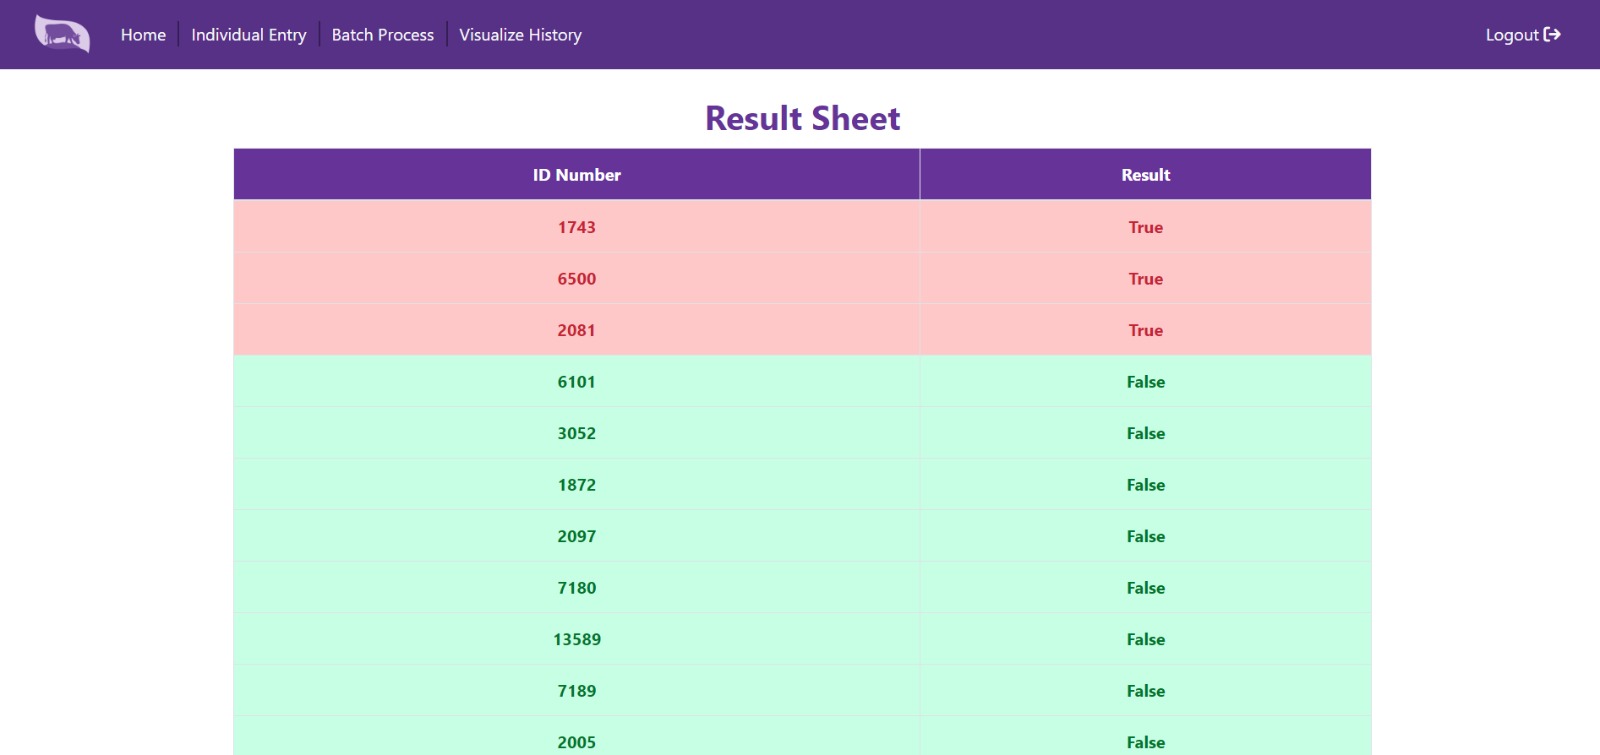 Home Individual Entry Batch Process Visualize History Logout
Result Sheet
ID Number Result
1743 True
6500 True
2081 True
6101 False
3052 False
1872 False
2097 False
7180 False
13589 False
7189 False
2005 False